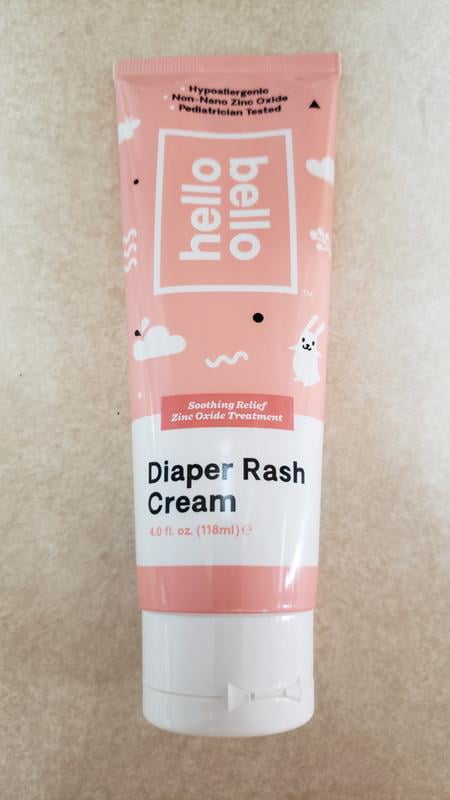 • Hypoallergenic
• Non-Nano Zinc Oxide
• Pediatrician Tested
hello
bello
TM
Soothing Relief
Zinc Oxide Treatment
Diaper Rash
Cream
4.0 fl. oz. (118ml) ℮